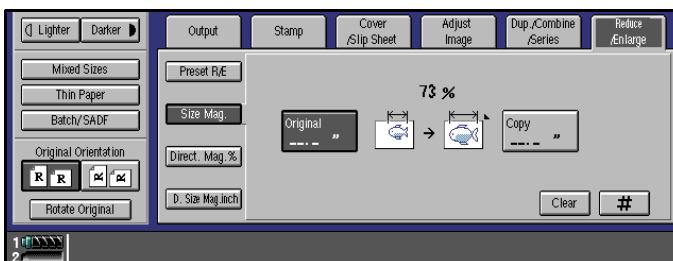 Lighter
Darker
Mixed Sizes
Thin Paper
Batch/SADF
Original Orientation
R R R R
Rotate Original
Output
Stamp
Cover
/Slip Sheet
Adjust
Image
Dup./Combine
/Series
Reduce
/Enlarge
Preset R/E
Size Mag.
Direct. Mag.%
D. Size Mag.inch
73 %
Original
--.- "
Copy
--.- "
Clear
#
1
2